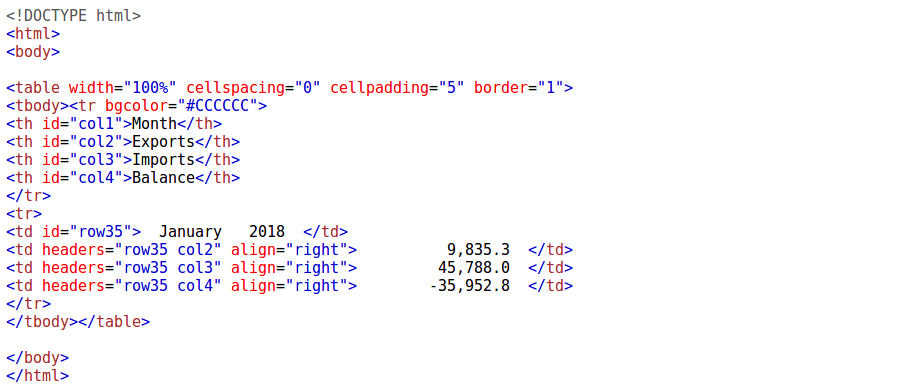 <!DOCTYPE html>
<html>
<body>

<table width="100%" cellspacing="0" cellpadding="5" border="1">
<tbody><tr bgcolor="#CCCCCC">
<th id="col1">Month</th>
<th id="col2">Exports</th>
<th id="col3">Imports</th>
<th id="col4">Balance</th>
</tr>
<tr>
<td id="row35">  January   2018  </td>
<td headers="row35 col2" align="right">          9,835.3  </td>
<td headers="row35 col3" align="right">         45,788.0  </td>
<td headers="row35 col4" align="right">        -35,952.8  </td>
</tr>
</tbody></table>

</body>
</html>